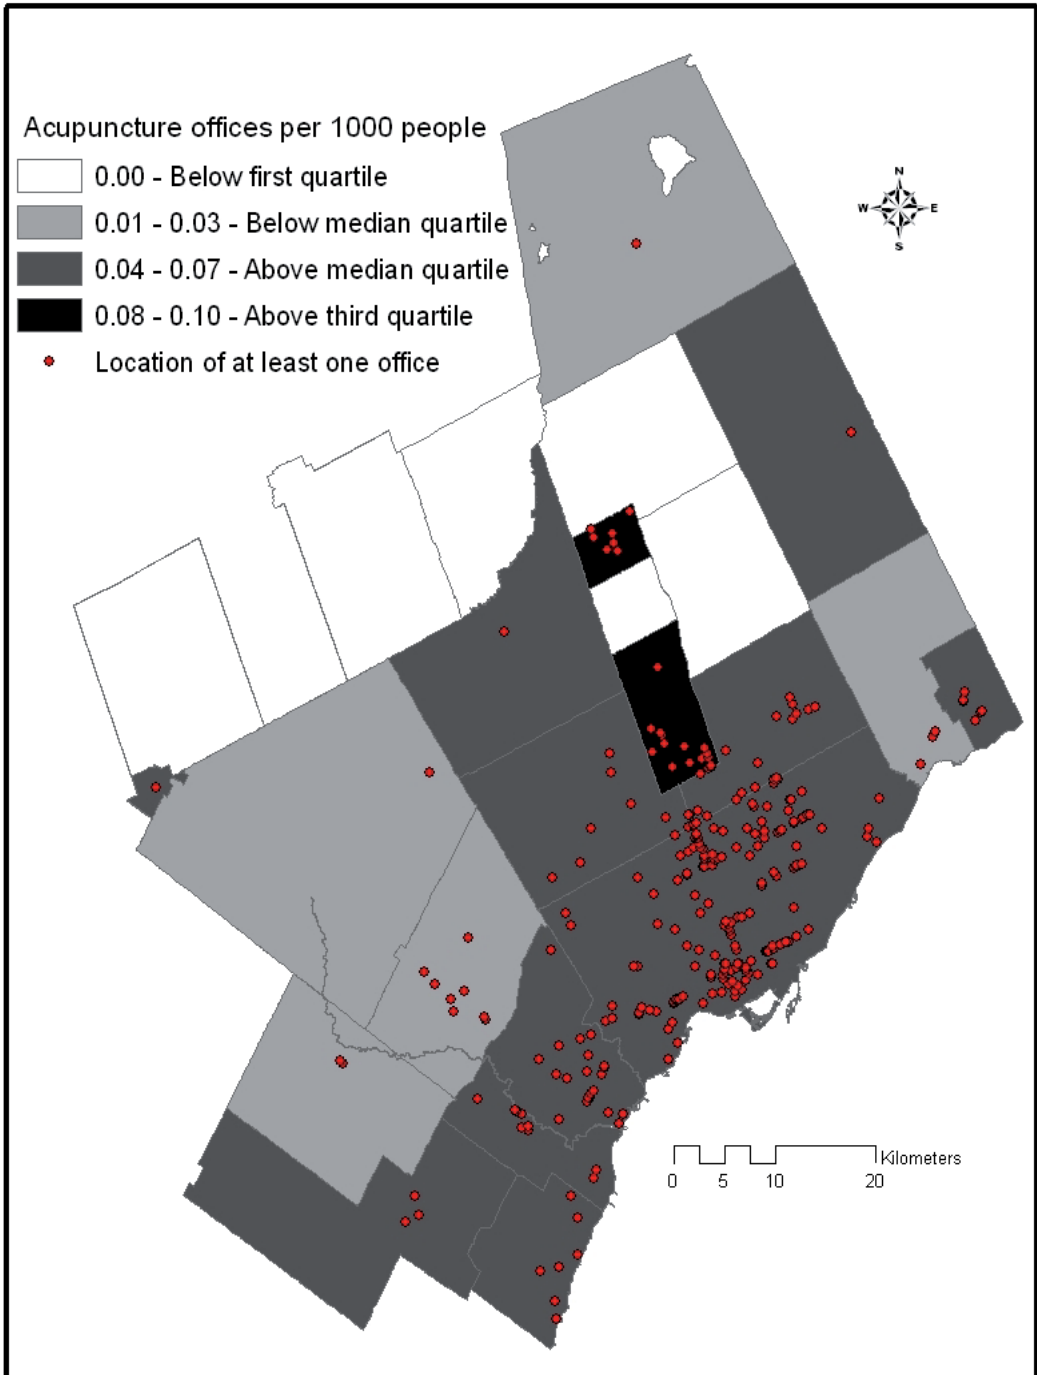 Acupuncture offices per 1000 people
0.00 - Below first quartile
0.01 - 0.03 - Below median quartile
0.04 - 0.07 - Above median quartile
0.08 - 0.10 - Above third quartile
Location of at least one office
N
W E
S
Kilometers
0 5 10 20